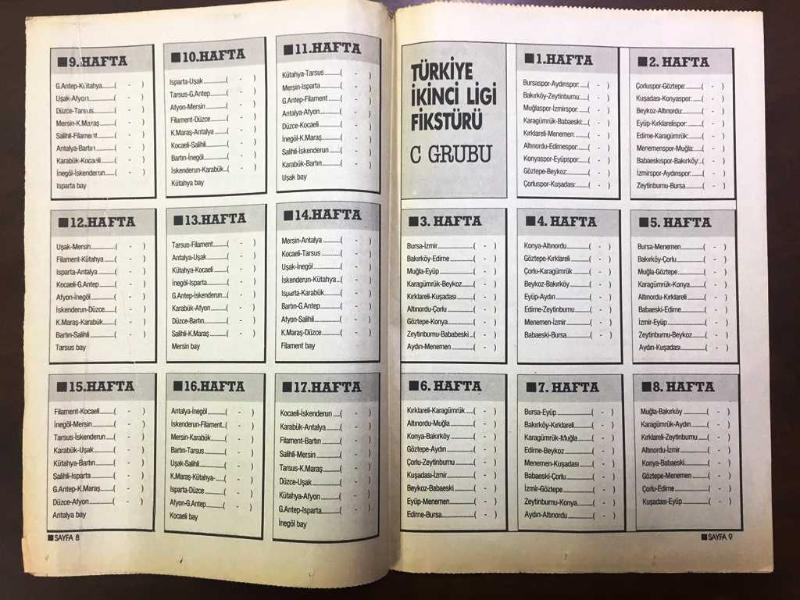 9. HAFTA
G.Antep-Kütahya......( - )
Uşak-Afyon......( - )
Düzce-Tarsus......( - )
Mersin-K.Maraş......( - )
Salihli-Filament......( - )
Antalya-Bartın......( - )
Karabük-Kocaeli......( - )
İnegöl-İskenderun......( - )
Isparta bay
10.HAFTA
Isparta-Uşak......( - )
Tarsus-G.Antep......( - )
Afyon-Mersin......( - )
Filament-Düzce......( - )
K.Maraş-Antalya......( - )
Kocaeli-Salihli......( - )
Bartın-İnegöl......( - )
İskenderun-Karabük..( - )
Kütahya bay
11.HAFTA
Kütahya-Tarsus......( - )
Mersin-Isparta......( - )
G.Antep-Filament......( - )
Antalya-Afyon......( - )
Düzce-Kocaeli......( - )
İnegöl-K.Maraş......( - )
Salihli-İskenderun......( - )
Karabük-Bartın......( - )
Uşak bay
12.HAFTA
Uşak-Mersin......( - )
Filament-Kütahya......( - )
Isparta-Antalya......( - )
Kocaeli-G.Antep......( - )
Afyon-İnegöl......( - )
İskenderun-Düzce......( - )
K.Maraş-Karabük......( - )
Bartın-Salihli......( - )
Tarsus bay
13.HAFTA
Tarsus-Filament......( - )
Antalya-Uşak......( - )
Kütahya-Kocaeli......( - )
İnegöl-Isparta......( - )
G.Antep-İskenderun......( - )
Karabük-Afyon......( - )
Düzce-Bartın......( - )
Salihli-K.Maraş......( - )
Mersin bay
14.HAFTA
Mersin-Antalya......( - )
Kocaeli-Tarsus......( - )
Uşak-İnegöl......( - )
İskenderun-Kütahya...( - )
Isparta-Karabük......( - )
Bartın-G.Antep......( - )
Afyon-Salihli......( - )
K.Maraş-Düzce......( - )
Filament bay
15.HAFTA
Filament-Kocaeli......( - )
İnegöl-Mersin......( - )
Tarsus-İskenderun......( - )
Karabük-Uşak......( - )
Kütahya-Bartın......( - )
Salihli-Isparta......( - )
G.Antep-K.Maraş......( - )
Düzce-Afyon......( - )
Antalya bay
16.HAFTA
Antalya-İnegöl......( - )
İskenderun-Filament..( - )
Mersin-Karabük......( - )
Bartın-Tarsus......( - )
Uşak-Salihli......( - )
K.Maraş-Kütahya-....( - )
Isparta-Düzce......( - )
Afyon-G.Antep......( - )
Kocaeli bay
17.HAFTA
Kocaeli-İskenderun ....( - )
Karabük-Antalya......( - )
Filament-Bartın......( - )
Mersin-Salihli......( - )
Tarsus-K.Maraş......( - )
Düzce-Uşak......( - )
Kütahya-Afyon......( - )
G.Antep-Isparta......( - )
İnegöl bay
SAYFA 8
TÜRKİYE
İKİNCİ LİGİ
FİKSTÜRÜ
C GRUBU
1.HAFTA
Bursaspor-Aydınspor:....( - )
Bakırköy-Zeytinburnu....( - )
Muğlaspor-İzmirspor......( - )
Karagümrük-Babaeski:..( - )
Kırklareli-Menemen......( - )
Altınordu-Edirnespor......( - )
Konyaspor-Eyüpspor:....( - )
Göztepe-Beykoz......( - )
Çorluspor-Kuşadası:......( - )
2. HAFTA
Çorluspor-Göztepe:......( - )
Kuşadası-Konyaspor:....( - )
Beykoz-Altınordu:......( - )
Eyüp-Kırklarelispor:......( - )
Edirne-Karagümrük:......( - )
Menemenspor-Muğla:....( - )
Babaeskispor-Bakırköy:..( - )
İzmirspor-Aydınspor:......( - )
Zeytinburnu-Bursa......( - )
3. HAFTA
Bursa-İzmir......( - )
Bakırköy-Edirne......( - )
Muğla-Eyüp......( - )
Karagümrük-Beykoz......( - )
Kırklareli-Kuşadası......( - )
Altınordu-Çorlu......( - )
Göztepe-Konya......( - )
Zeytinburnu-Bababeski...( - )
Aydın-Menemen......( - )
4. HAFTA
Konya-Altınordu......( - )
Göztepe-Kırklareli......( - )
Çorlu-Karagümrük......( - )
Beykoz-Bakırköy......( - )
Eyüp-Aydın......( - )
Edirne-Zeytinburnu......( - )
Menemen-İzmir......( - )
Babaeski-Bursa......( - )
5. HAFTA
Bursa-Menemen......( - )
Bakırköy-Çorlu......( - )
Muğla-Göztepe......( - )
Karagümrük-Konya......( - )
Altınordu-Kırklareli......( - )
Babaeski-Edirne......( - )
İzmir-Eyüp......( - )
Zeytinburnu-Beykoz......( - )
Aydın-Kuşadası......( - )
6. HAFTA
Kırklareli-Karagümrük....( - )
Altınordu-Muğla......( - )
Konya-Bakırköy......( - )
Göztepe-Aydın......( - )
Çorlu-Zeytinburnu......( - )
Kuşadası-İzmir......( - )
Beykoz-Babaeski......( - )
Eyüp-Menemen......( - )
Edirne-Bursa......( - )
7. HAFTA
Bursa-Eyüp......( - )
Bakırköy-Kırklareli......( - )
Karagümrük-Muğla......( - )
Edirne-Beykoz......( - )
Menemen-Kuşadası......( - )
Babaeski-Çorlu......( - )
İzmir-Göztepe......( - )
Zeytinburnu-Konya......( - )
Aydın-Altınordu......( - )
8. HAFTA
Muğla-Bakırköy......( - )
Karagümrük-Aydın......( - )
Kırklareli-Zeytinburnu......( - )
Altınordu-İzmir......( - )
Konya-Babaeski......( - )
Göztepe-Menemen......( - )
Çorlu-Edirne......( - )
Kuşadası-Eyüp......( - )
SAYFA 9